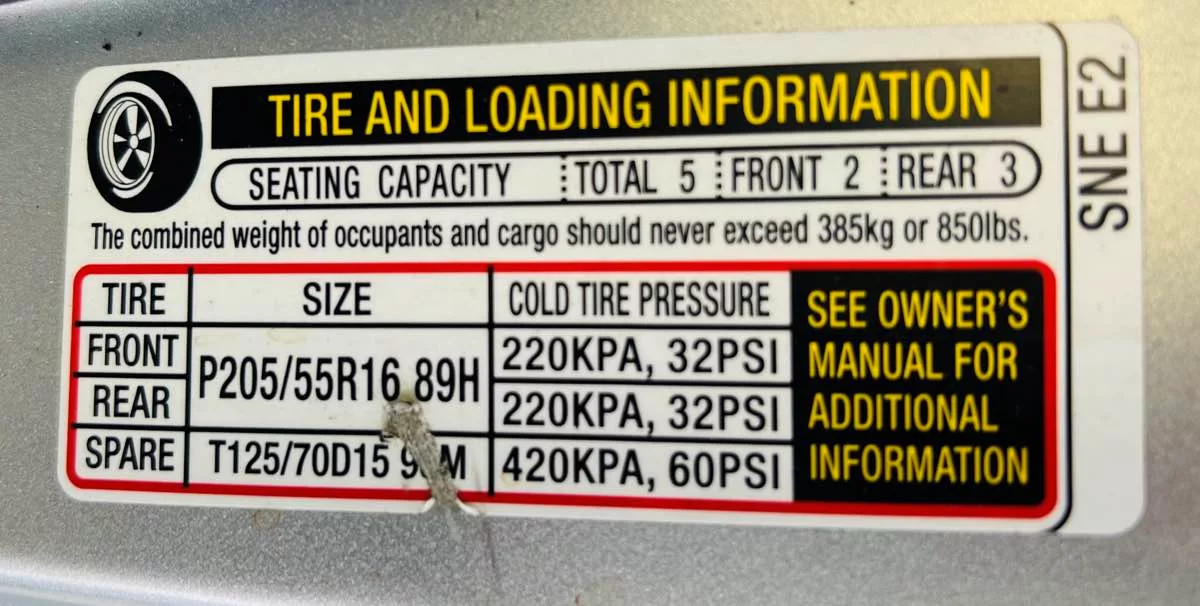 TIRE AND LOADING INFORMATION
SEATING CAPACITY TOTAL 5 FRONT 2 REAR 3
The combined weight of occupants and cargo should never exceed 385kg or 850lbs.
TIRE SIZE COLD TIRE PRESSURE
FRONT P205/55R16 89H 220KPA, 32PSI
REAR 220KPA, 32PSI
SPARE T125/70D15 420KPA, 60PSI
SEE OWNER'S
MANUAL FOR
ADDITIONAL
INFORMATION
SNE E2